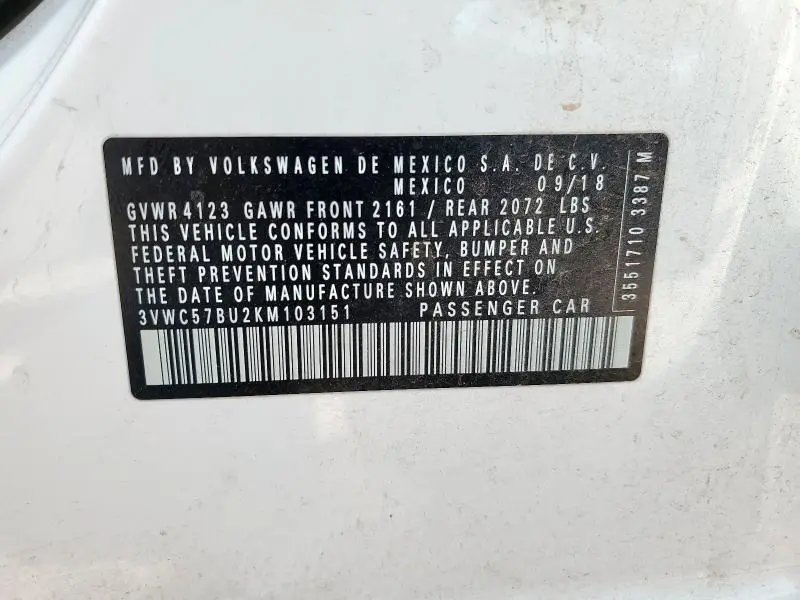 MFD BY VOLKSWAGEN DE MEXICO S.A. DE C.V.
MEXICO 09/18
GVWR 4123 GAWR FRONT 2161 / REAR 2072 LBS
THIS VEHICLE CONFORMS TO ALL APPLICABLE U.S.
FEDERAL MOTOR VEHICLE SAFETY, BUMPER AND
THEFT PREVENTION STANDARDS IN EFFECT ON
THE DATE OF MANUFACTURE SHOWN ABOVE.
3VWC57BU2KM103151 PASSENGER CAR
3551710 3387 M